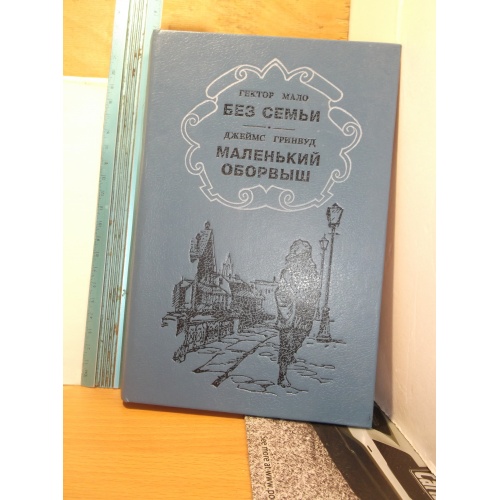 ГЕКТОР МАЛО
БЕЗ СЕМЬИ
ДЖЕЙМС ГРИНВУД
МАЛЕНЬКИЙ
ОБОРВЫШ